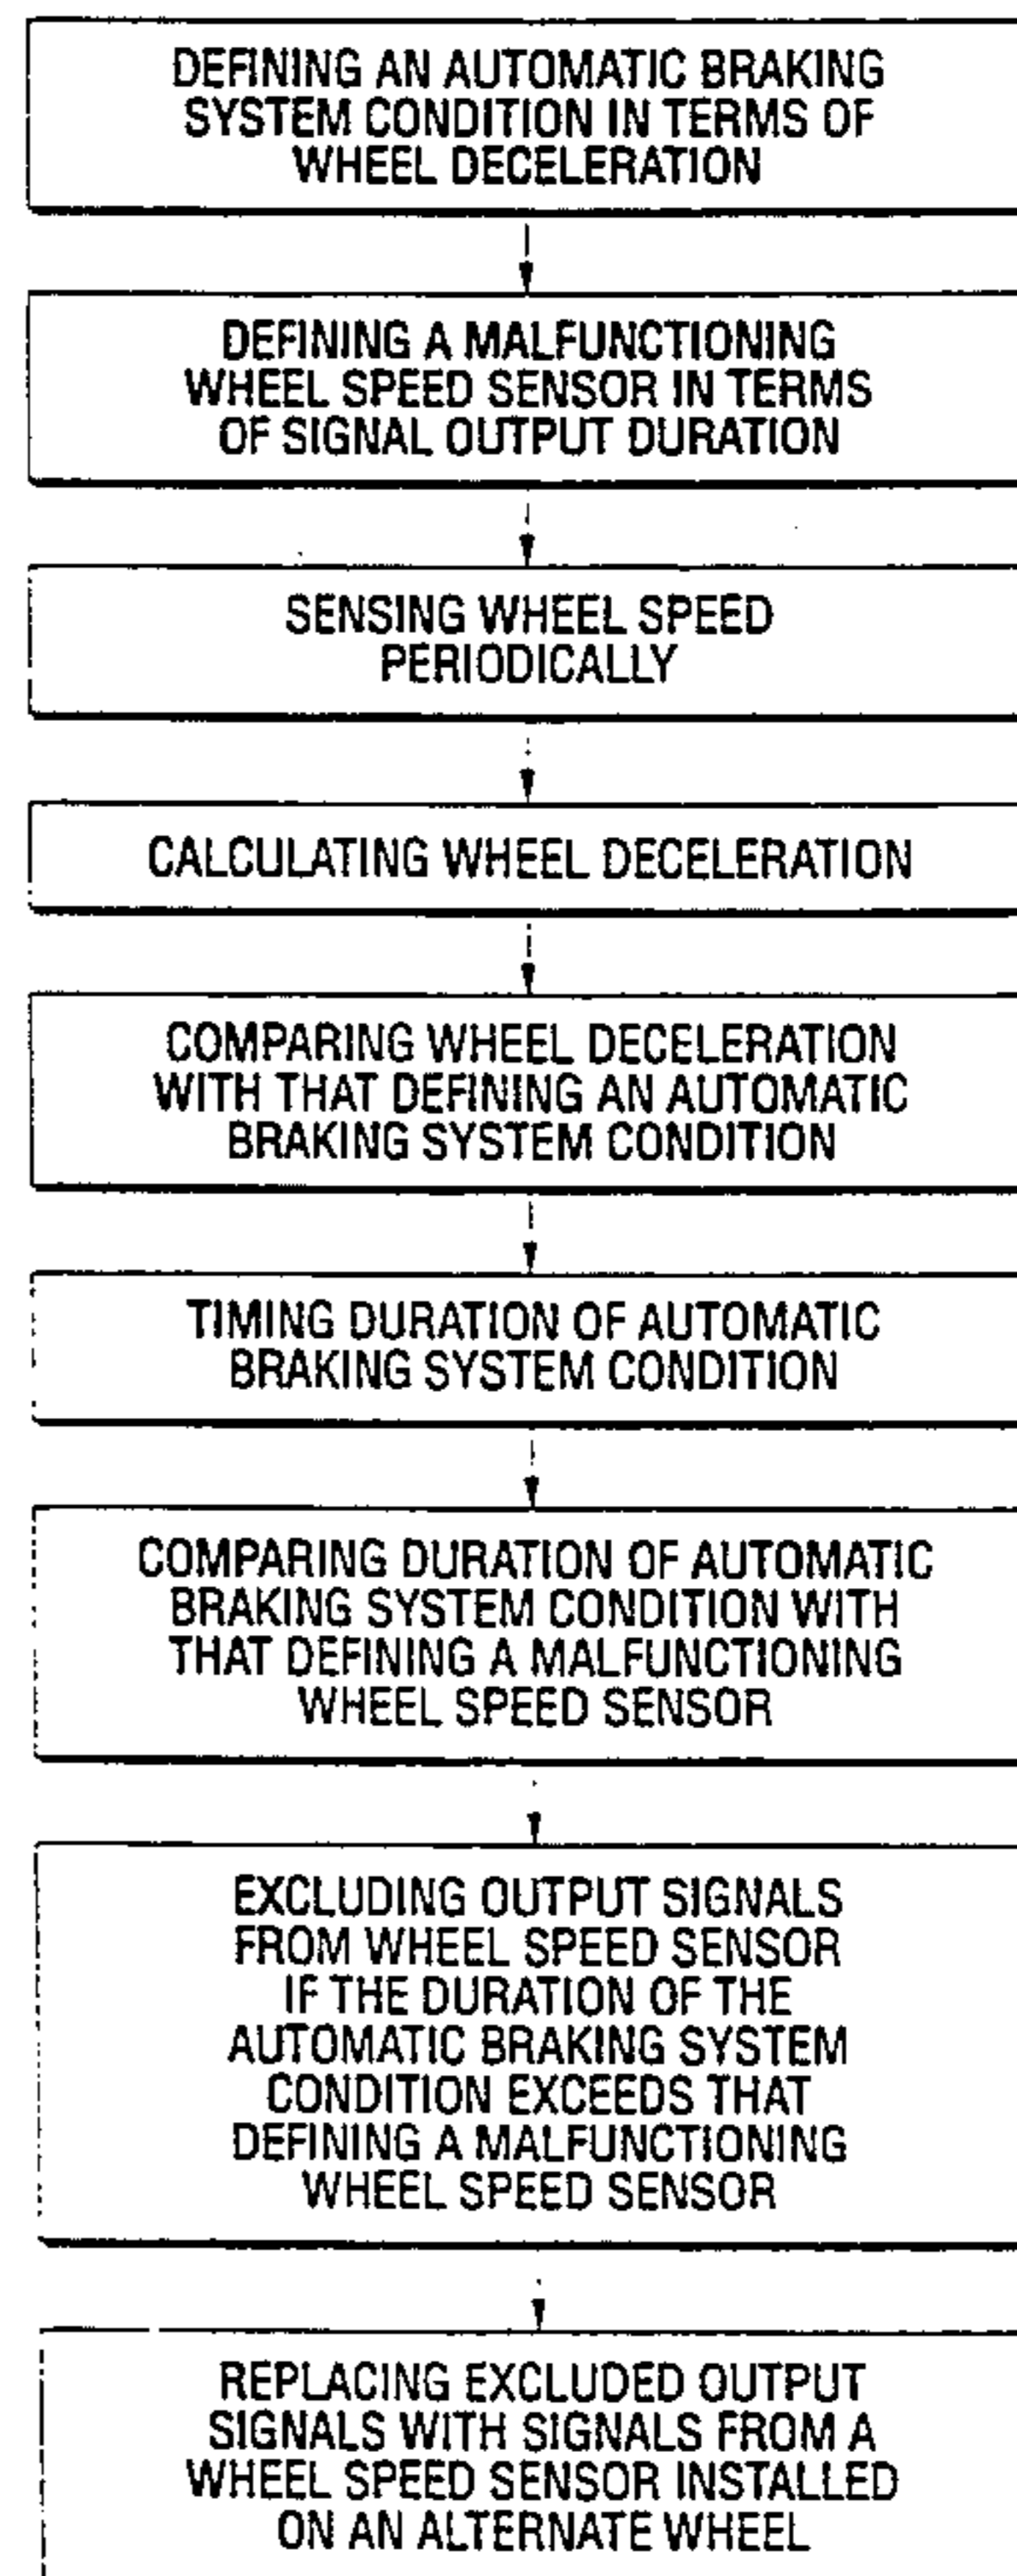 DEFINING AN AUTOMATIC BRAKING
SYSTEM CONDITION IN TERMS OF
WHEEL DECELERATION
DEFINING A MALFUNCTIONING
WHEEL SPEED SENSOR IN TERMS
OF SIGNAL OUTPUT DURATION
SENSING WHEEL SPEED
PERIODICALLY
CALCULATING WHEEL DECELERATION
COMPARING WHEEL DECELERATION
WITH THAT DEFINING AN AUTOMATIC
BRAKING SYSTEM CONDITION
TIMING DURATION OF AUTOMATIC
BRAKING SYSTEM CONDITION
COMPARING DURATION OF AUTOMATIC
BRAKING SYSTEM CONDITION WITH
THAT DEFINING A MALFUNCTIONING
WHEEL SPEED SENSOR
EXCLUDING OUTPUT SIGNALS
FROM WHEEL SPEED SENSOR
IF THE DURATION OF THE
AUTOMATIC BRAKING SYSTEM
CONDITION EXCEEDS THAT
DEFINING A MALFUNCTIONING
WHEEL SPEED SENSOR
REPLACING EXCLUDED OUTPUT
SIGNALS WITH SIGNALS FROM A
WHEEL SPEED SENSOR INSTALLED
ON AN ALTERNATE WHEEL